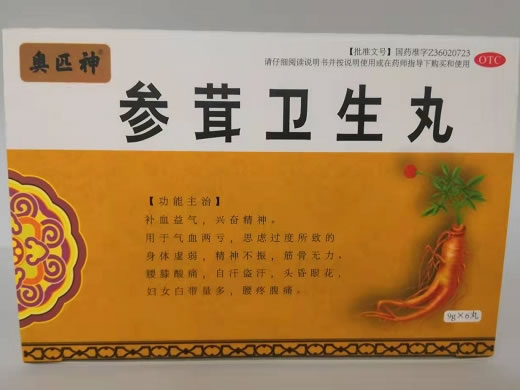 奥匹神
【批准文号】国药准字Z36020723
请仔细阅读说明书并按说明使用或在药师指导下购买和使用
OTC
参茸卫生丸
【功能主治】
补血益气，兴奋精神。
用于气血两亏，思虑过度所致的
身体虚弱，精神不振，筋骨无力，
腰膝酸痛，自汗盗汗，头昏眼花，
妇女白带量多，腰疼腹痛。
9g×6丸